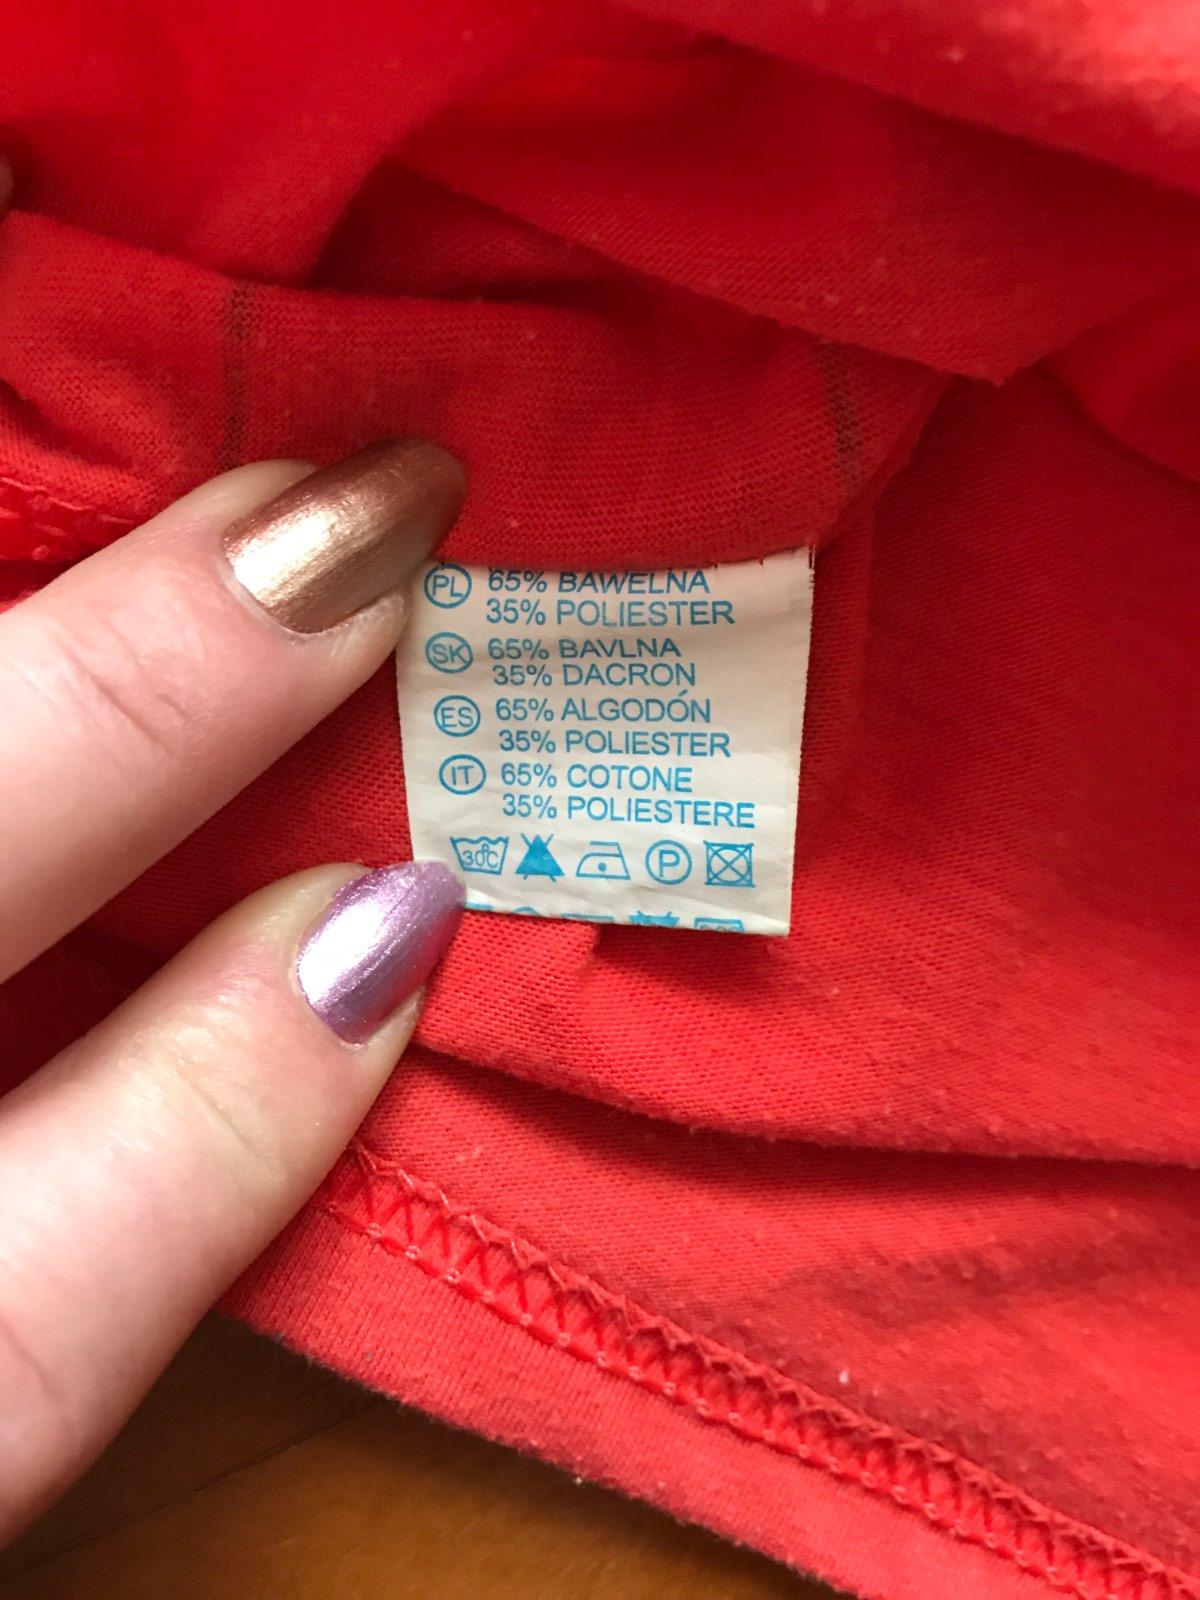 PL 65% BAWEŁNA
35% POLIESTER
SK 65% BAVLNA
35% DACRON
ES 65% ALGODÓN
35% POLIESTER
IT 65% COTONE
35% POLIESTERE
30°C P